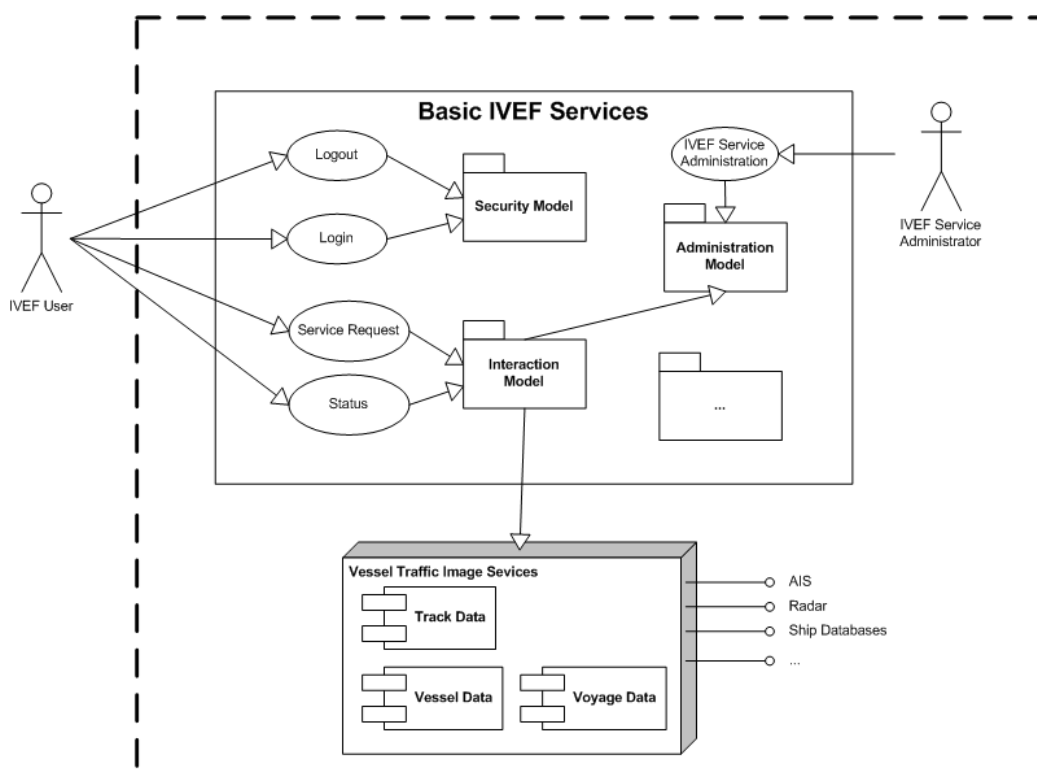 Basic IVEF Services
Logout
IVEF Service
Administration
Security Model
Login
Administration
Model
IVEF Service
Administrator
IVEF User
Service Request
Interaction
Model
Status
...
Vessel Traffic Image Sevices
Track Data
Vessel Data
Voyage Data
AIS
Radar
Ship Databases
...